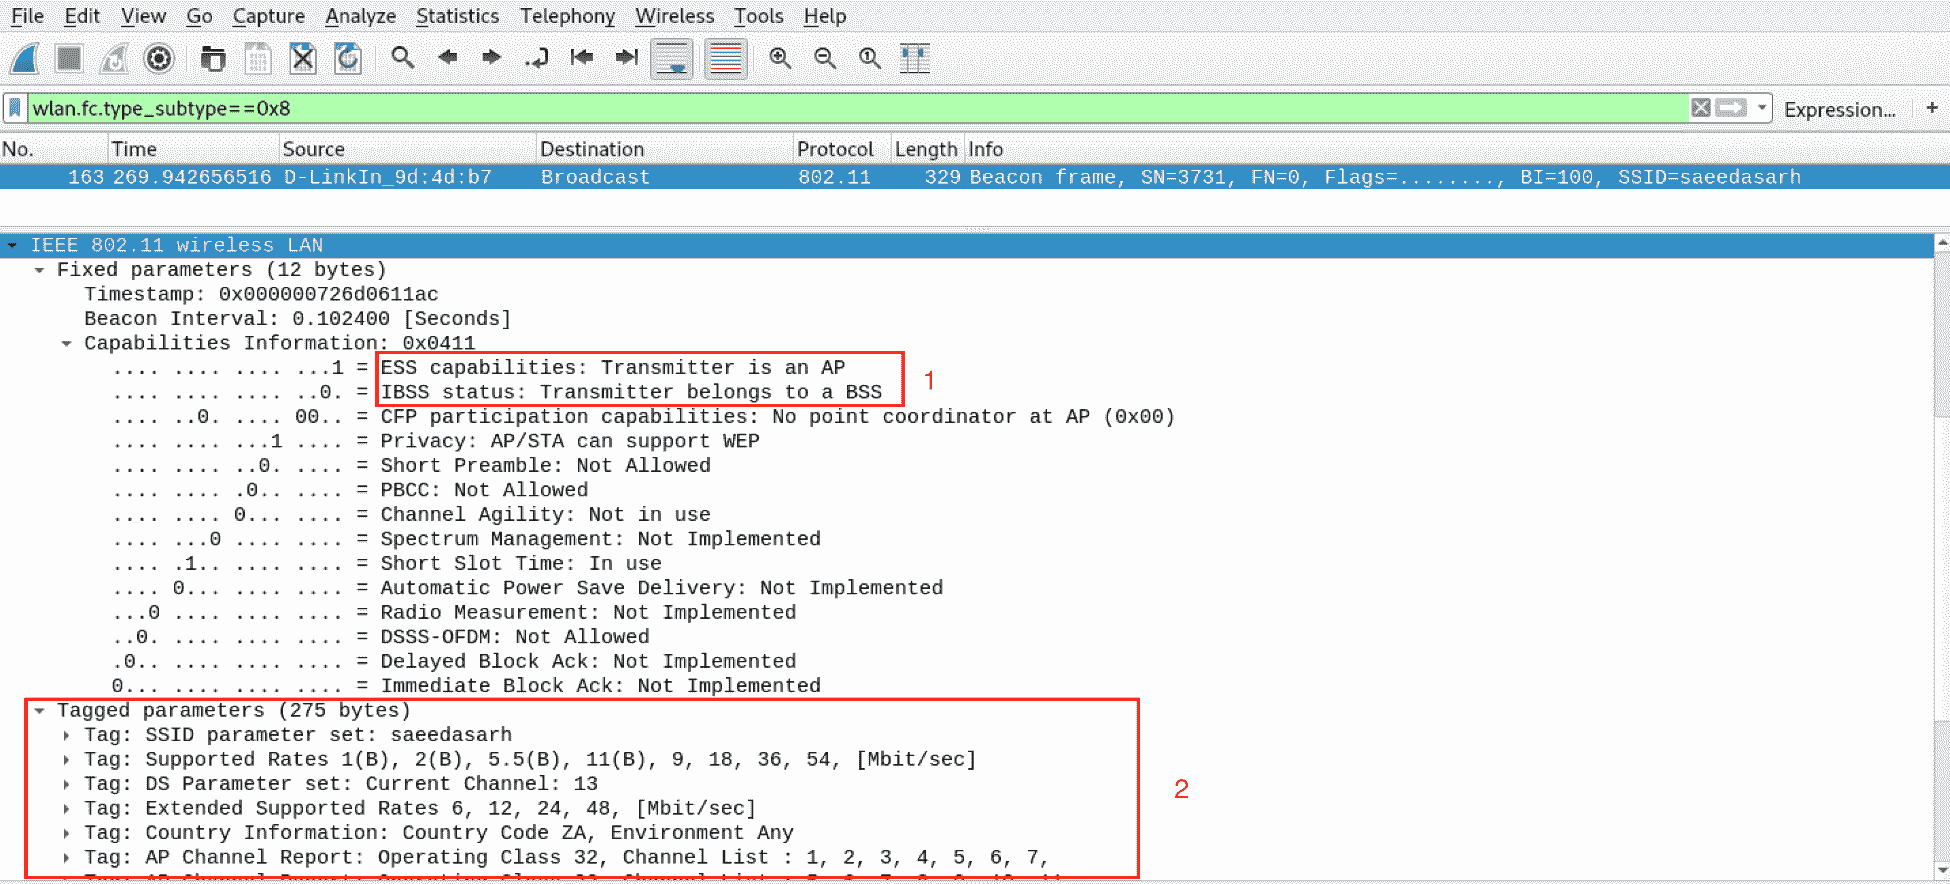 File Edit View Go Capture Analyze Statistics Telephony Wireless Tools Help
wlan.fc.type_subtype==0x8 Expression... +
No. Time Source Destination Protocol Length Info
163 269.942656516 D-LinkIn_9d:4d:b7 Broadcast 802.11 329 Beacon frame, SN=3731, FN=0, Flags=........, BI=100, SSID=saeedasarh
IEEE 802.11 wireless LAN
Fixed parameters (12 bytes)
Timestamp: 0x000000726d0611ac
Beacon Interval: 0.102400 [Seconds]
Capabilities Information: 0x0411
.... .... .... ...1 = ESS capabilities: Transmitter is an AP
1
.... .... .... ..0. = IBSS status: Transmitter belongs to a BSS
.... ..0. .... 00.. = CFP participation capabilities: No point coordinator at AP (0x00)
.... .... ...1 .... = Privacy: AP/STA can support WEP
.... .... ..0. .... = Short Preamble: Not Allowed
.... .... .0.. .... = PBCC: Not Allowed
.... .... 0... .... = Channel Agility: Not in use
.... ...0 .... .... = Spectrum Management: Not Implemented
.... .1.. .... .... = Short Slot Time: In use
.... 0... .... .... = Automatic Power Save Delivery: Not Implemented
...0 .... .... .... = Radio Measurement: Not Implemented
..0. .... .... .... = DSSS-OFDM: Not Allowed
.0.. .... .... .... = Delayed Block Ack: Not Implemented
0... .... .... .... = Immediate Block Ack: Not Implemented
Tagged parameters (275 bytes)
Tag: SSID parameter set: saeedasarh
Tag: Supported Rates 1(B), 2(B), 5.5(B), 11(B), 9, 18, 36, 54, [Mbit/sec]
Tag: DS Parameter set: Current Channel: 13
2
Tag: Extended Supported Rates 6, 12, 24, 48, [Mbit/sec]
Tag: Country Information: Country Code ZA, Environment Any
Tag: AP Channel Report: Operating Class 32, Channel List : 1, 2, 3, 4, 5, 6, 7,